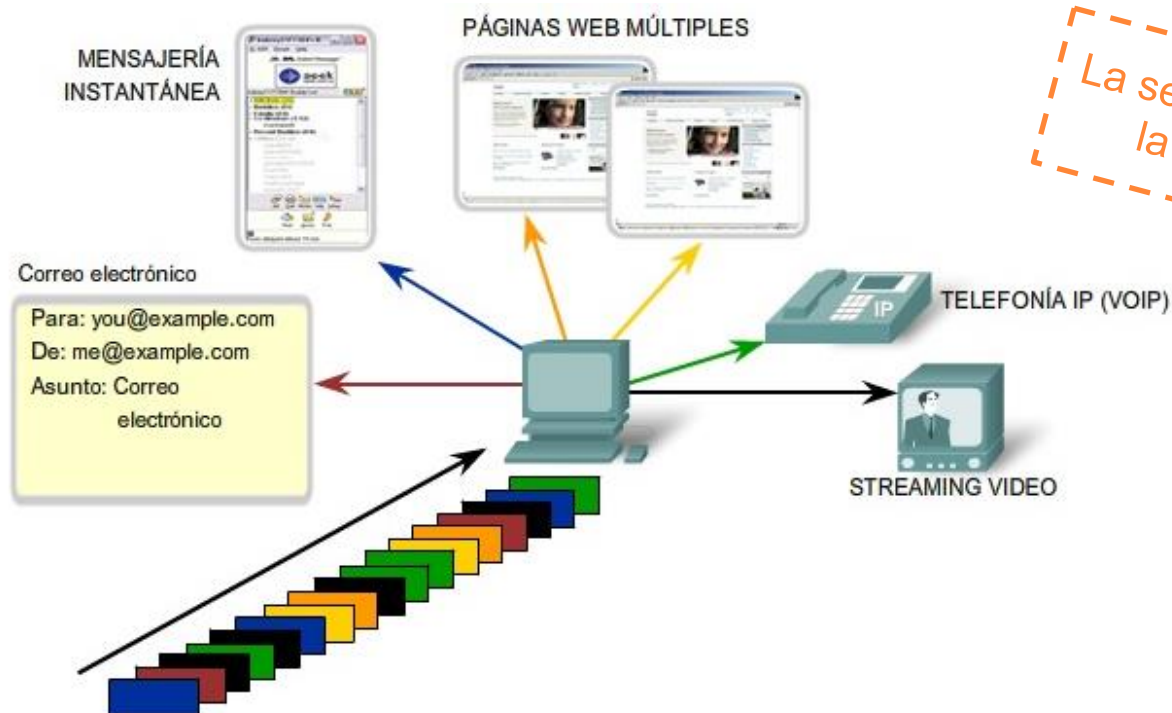 PÁGINAS WEB MÚLTIPLES
MENSAJERÍA
INSTANTÁNEA
La se
la
Correo electrónico
Para: you@example.com
De: me@example.com
Asunto: Correo
electrónico
IP
TELEFONÍA IP (VOIP)
STREAMING VIDEO